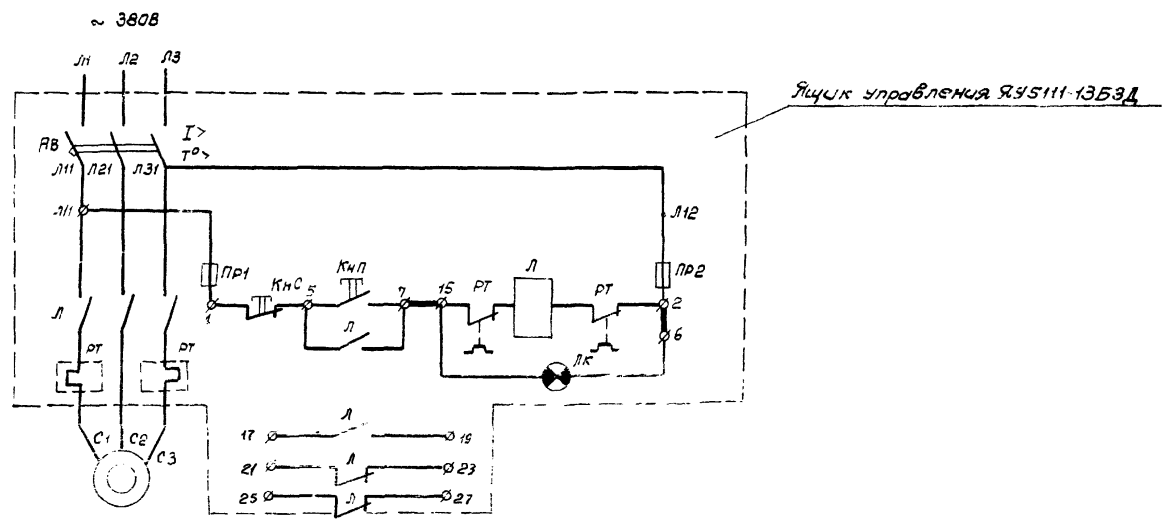 ~ 380В
Л1 Л2 Л3
Ящик управления ЯУ5111-13Б3Д
АВ I>
T°>
Л11 Л21 Л31
Л11
Л12
ПР1 КнС КнП Л ПР2
1 5 7 15 РТ РТ 2
Л Л 6
РТ РТ ЛК
С1 С2 С3
17 Л 19
21 Л 23
25 Л 27